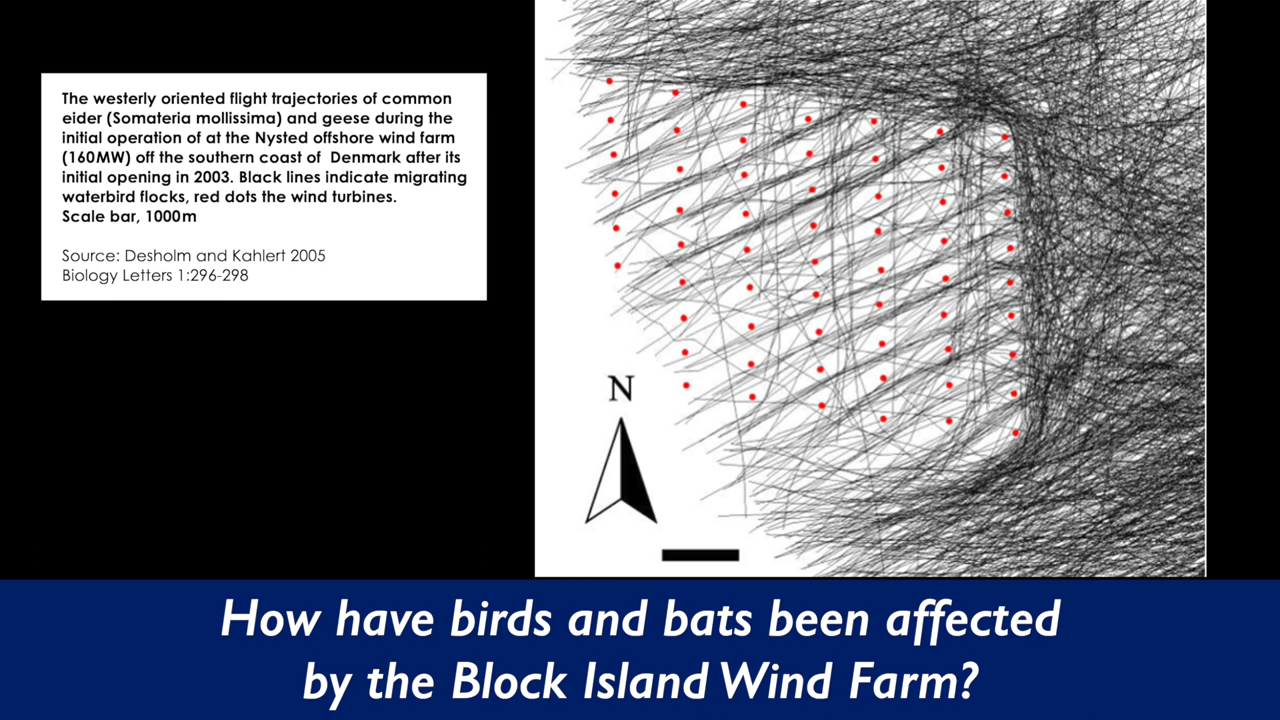 The westerly oriented flight trajectories of common
eider (Somateria mollissima) and geese during the
initial operation of at the Nysted offshore wind farm
(160MW) off the southern coast of Denmark after its
initial opening in 2003. Black lines indicate migrating
waterbird flocks, red dots the wind turbines.
Scale bar, 1000m
Source: Desholm and Kahlert 2005
Biology Letters 1:296-298
N
How have birds and bats been affected
by the Block Island Wind Farm?